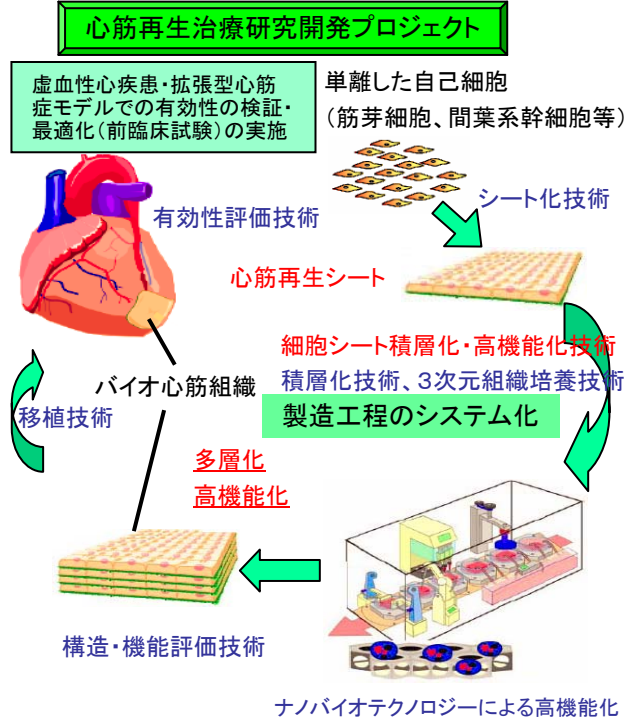 心筋再生治療研究開発プロジェクト
虚血性心疾患・拡張型心筋
症モデルでの有効性の検証・
最適化(前臨床試験)の実施
単離した自己細胞
(筋芽細胞、間葉系幹細胞等)
シート化技術
有効性評価技術
心筋再生シート
細胞シート積層化・高機能化技術
積層化技術、3次元組織培養技術
バイオ心筋組織
製造工程のシステム化
移植技術
多層化
高機能化
構造・機能評価技術
ナノバイオテクノロジーによる高機能化